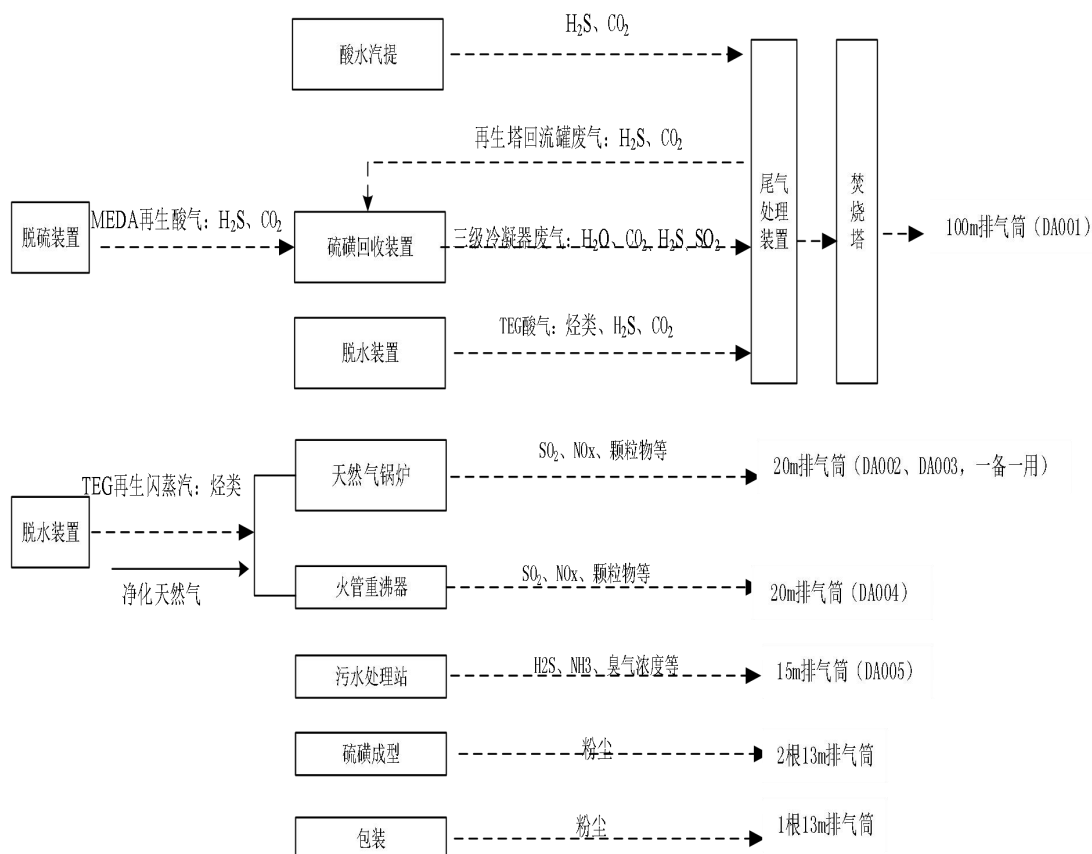 H₂S、CO₂
酸水汽提
再生塔回流罐废气：H₂S、CO₂
脱硫装置
MEDA再生酸气：H₂S、CO₂
硫磺回收装置
三级冷凝器废气：H₂O、CO₂、H₂S、SO₂
尾气处理装置
焚烧塔
100m排气筒（DA001）
脱水装置
TEG酸气：烃类、H₂S、CO₂
脱水装置
TEG再生闪蒸汽：烃类
净化天然气
天然气锅炉
SO₂、NOx、颗粒物等
20m排气筒（DA002、DA003，一备一用）
火管重沸器
SO₂、NOx、颗粒物等
20m排气筒（DA004）
污水处理站
H2S、NH3、臭气浓度等
15m排气筒（DA005）
硫磺成型
粉尘
2根13m排气筒
包装
粉尘
1根13m排气筒